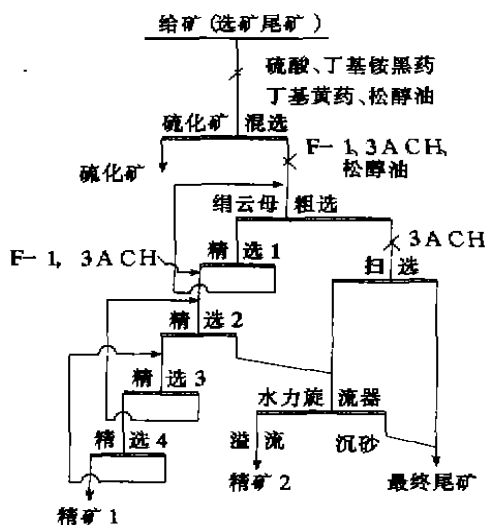 给矿(选矿尾矿)
硫酸、丁基铵黑药
丁基黄药、松醇油
硫化矿 混选
F-1, 3ACH,
松醇油
硫化矿
绢云母 粗选
3ACH
精选1
扫选
F-1, 3ACH
精选2
精选3
水力旋流器
精选4
溢流
沉砂
精矿2
最终尾矿
精矿1